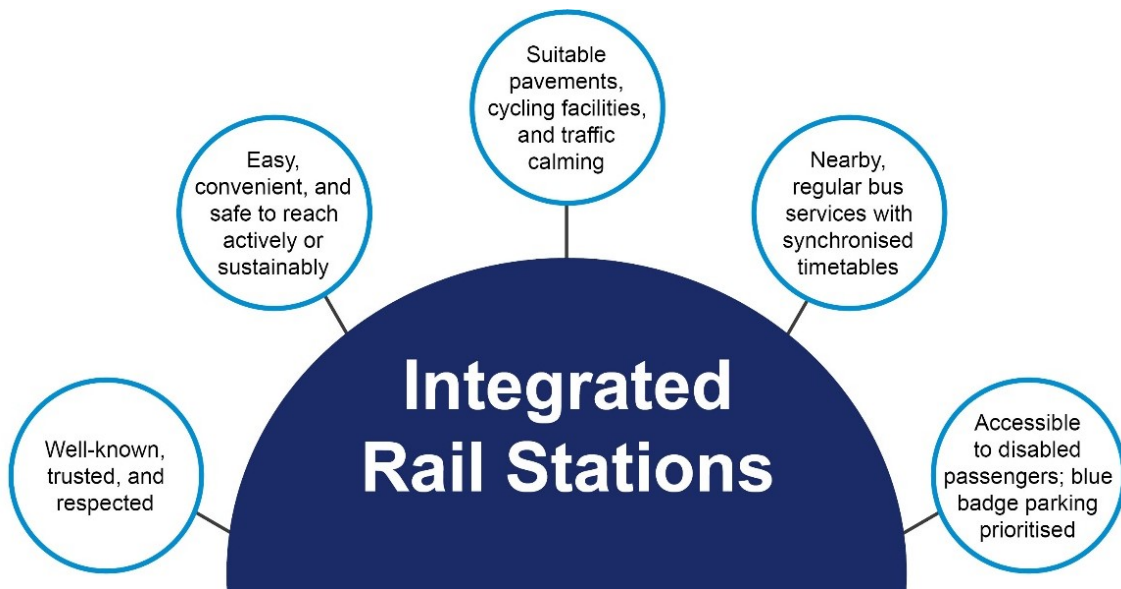 Suitable
pavements,
cycling facilities,
and traffic
calming
Easy,
convenient, and
safe to reach
actively or
sustainably
Nearby,
regular bus
services with
synchronised
timetables
Well-known,
trusted, and
respected
Integrated
Rail Stations
Accessible
to disabled
passengers; blue
badge parking
prioritised